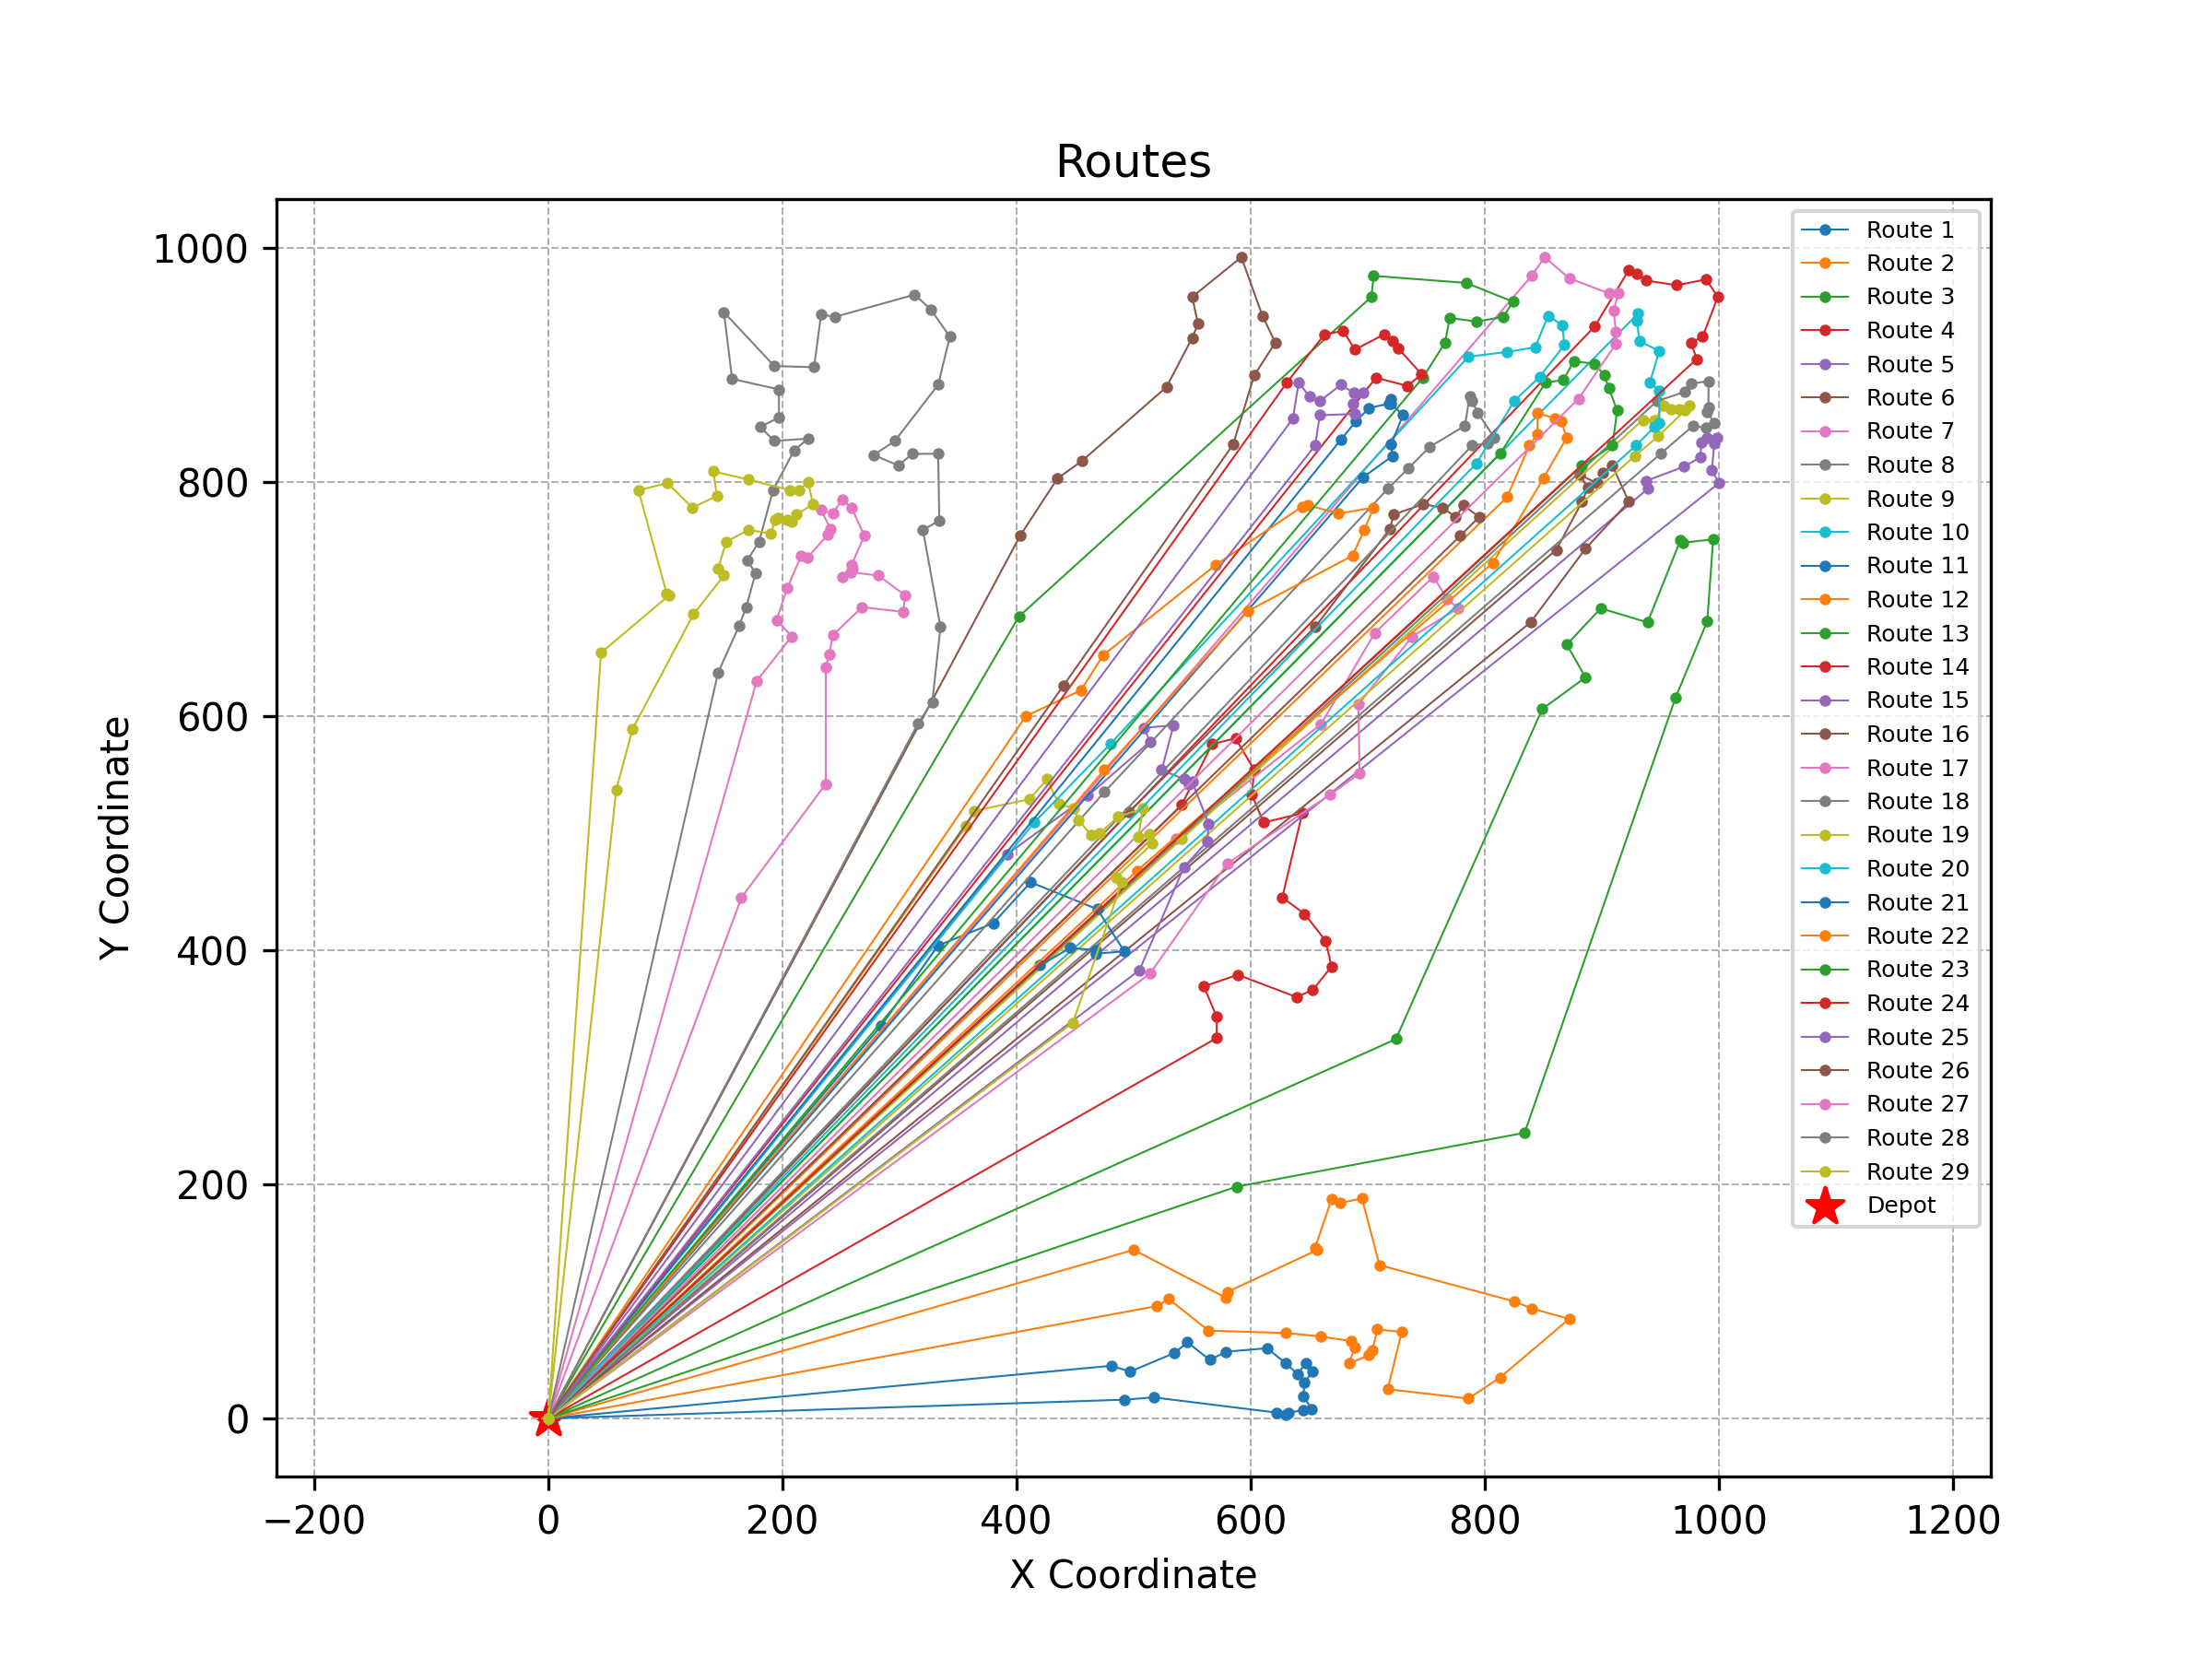 Routes
1000
800
600
400
200
0
Y Coordinate
−200
0
200
400
600
800
1000
1200
X Coordinate
Route 1
Route 2
Route 3
Route 4
Route 5
Route 6
Route 7
Route 8
Route 9
Route 10
Route 11
Route 12
Route 13
Route 14
Route 15
Route 16
Route 17
Route 18
Route 19
Route 20
Route 21
Route 22
Route 23
Route 24
Route 25
Route 26
Route 27
Route 28
Route 29
Depot